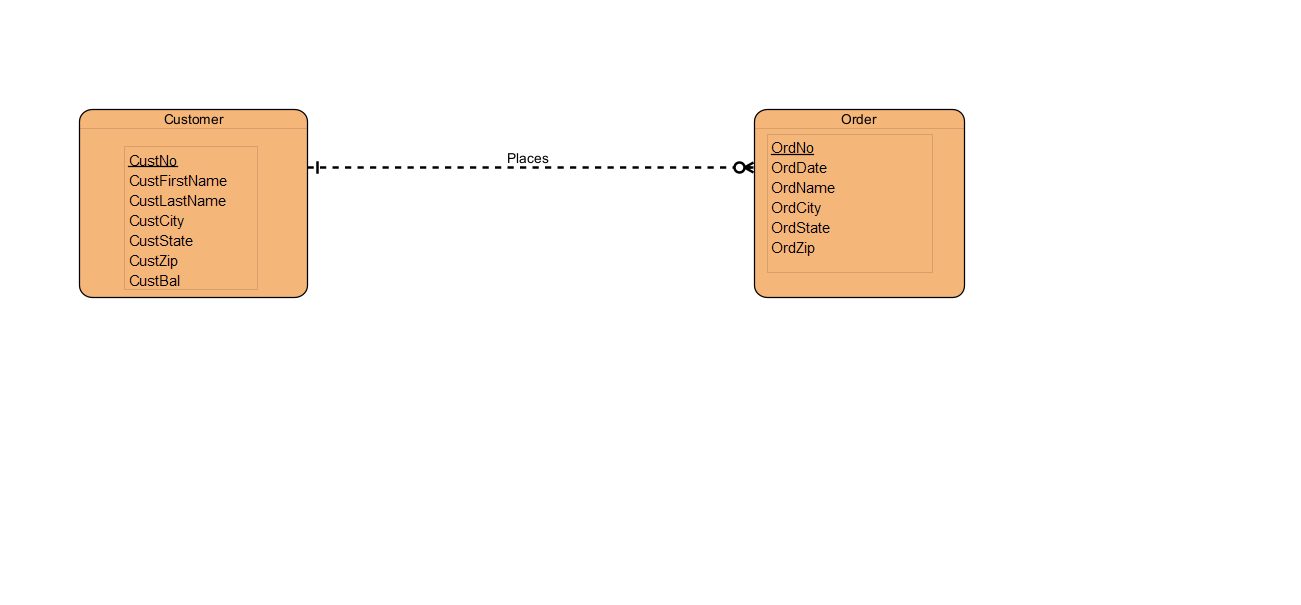 Customer
CustNo
CustFirstName
CustLastName
CustCity
CustState
CustZip
CustBal
Places
Order
OrdNo
OrdDate
OrdName
OrdCity
OrdState
OrdZip